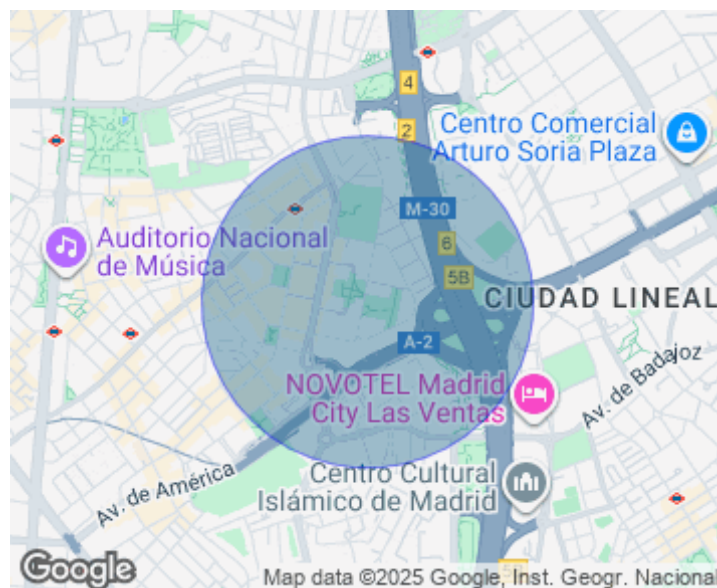 4
2
Centro Comercial
Arturo Soria Plaza
M-30
Auditorio Nacional
de Música
6
5B
CIUDAD LINEAL
A-2
NOVOTEL Madrid
City Las Ventas
Av. de Badajoz
Centro Cultural
Islámico de Madrid
Av. de América
Google
Map data ©2025 Google, Inst. Geogr. Nacional